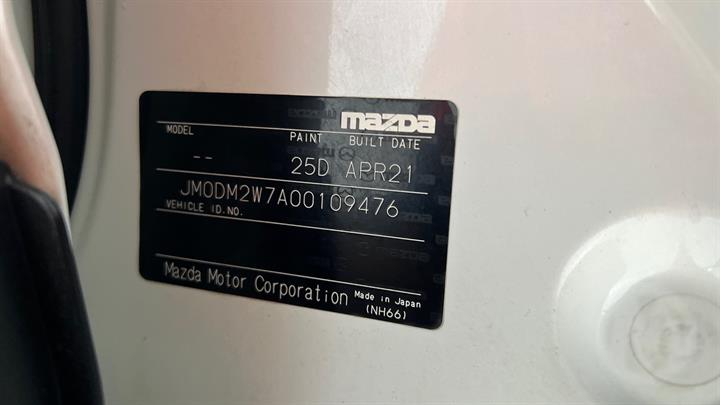 mazda
MODEL PAINT BUILT DATE
-- 25D APR21
JM0DM2W7A00109476
VEHICLE ID.NO.
Mazda Motor Corporation Made in Japan
(NH66)